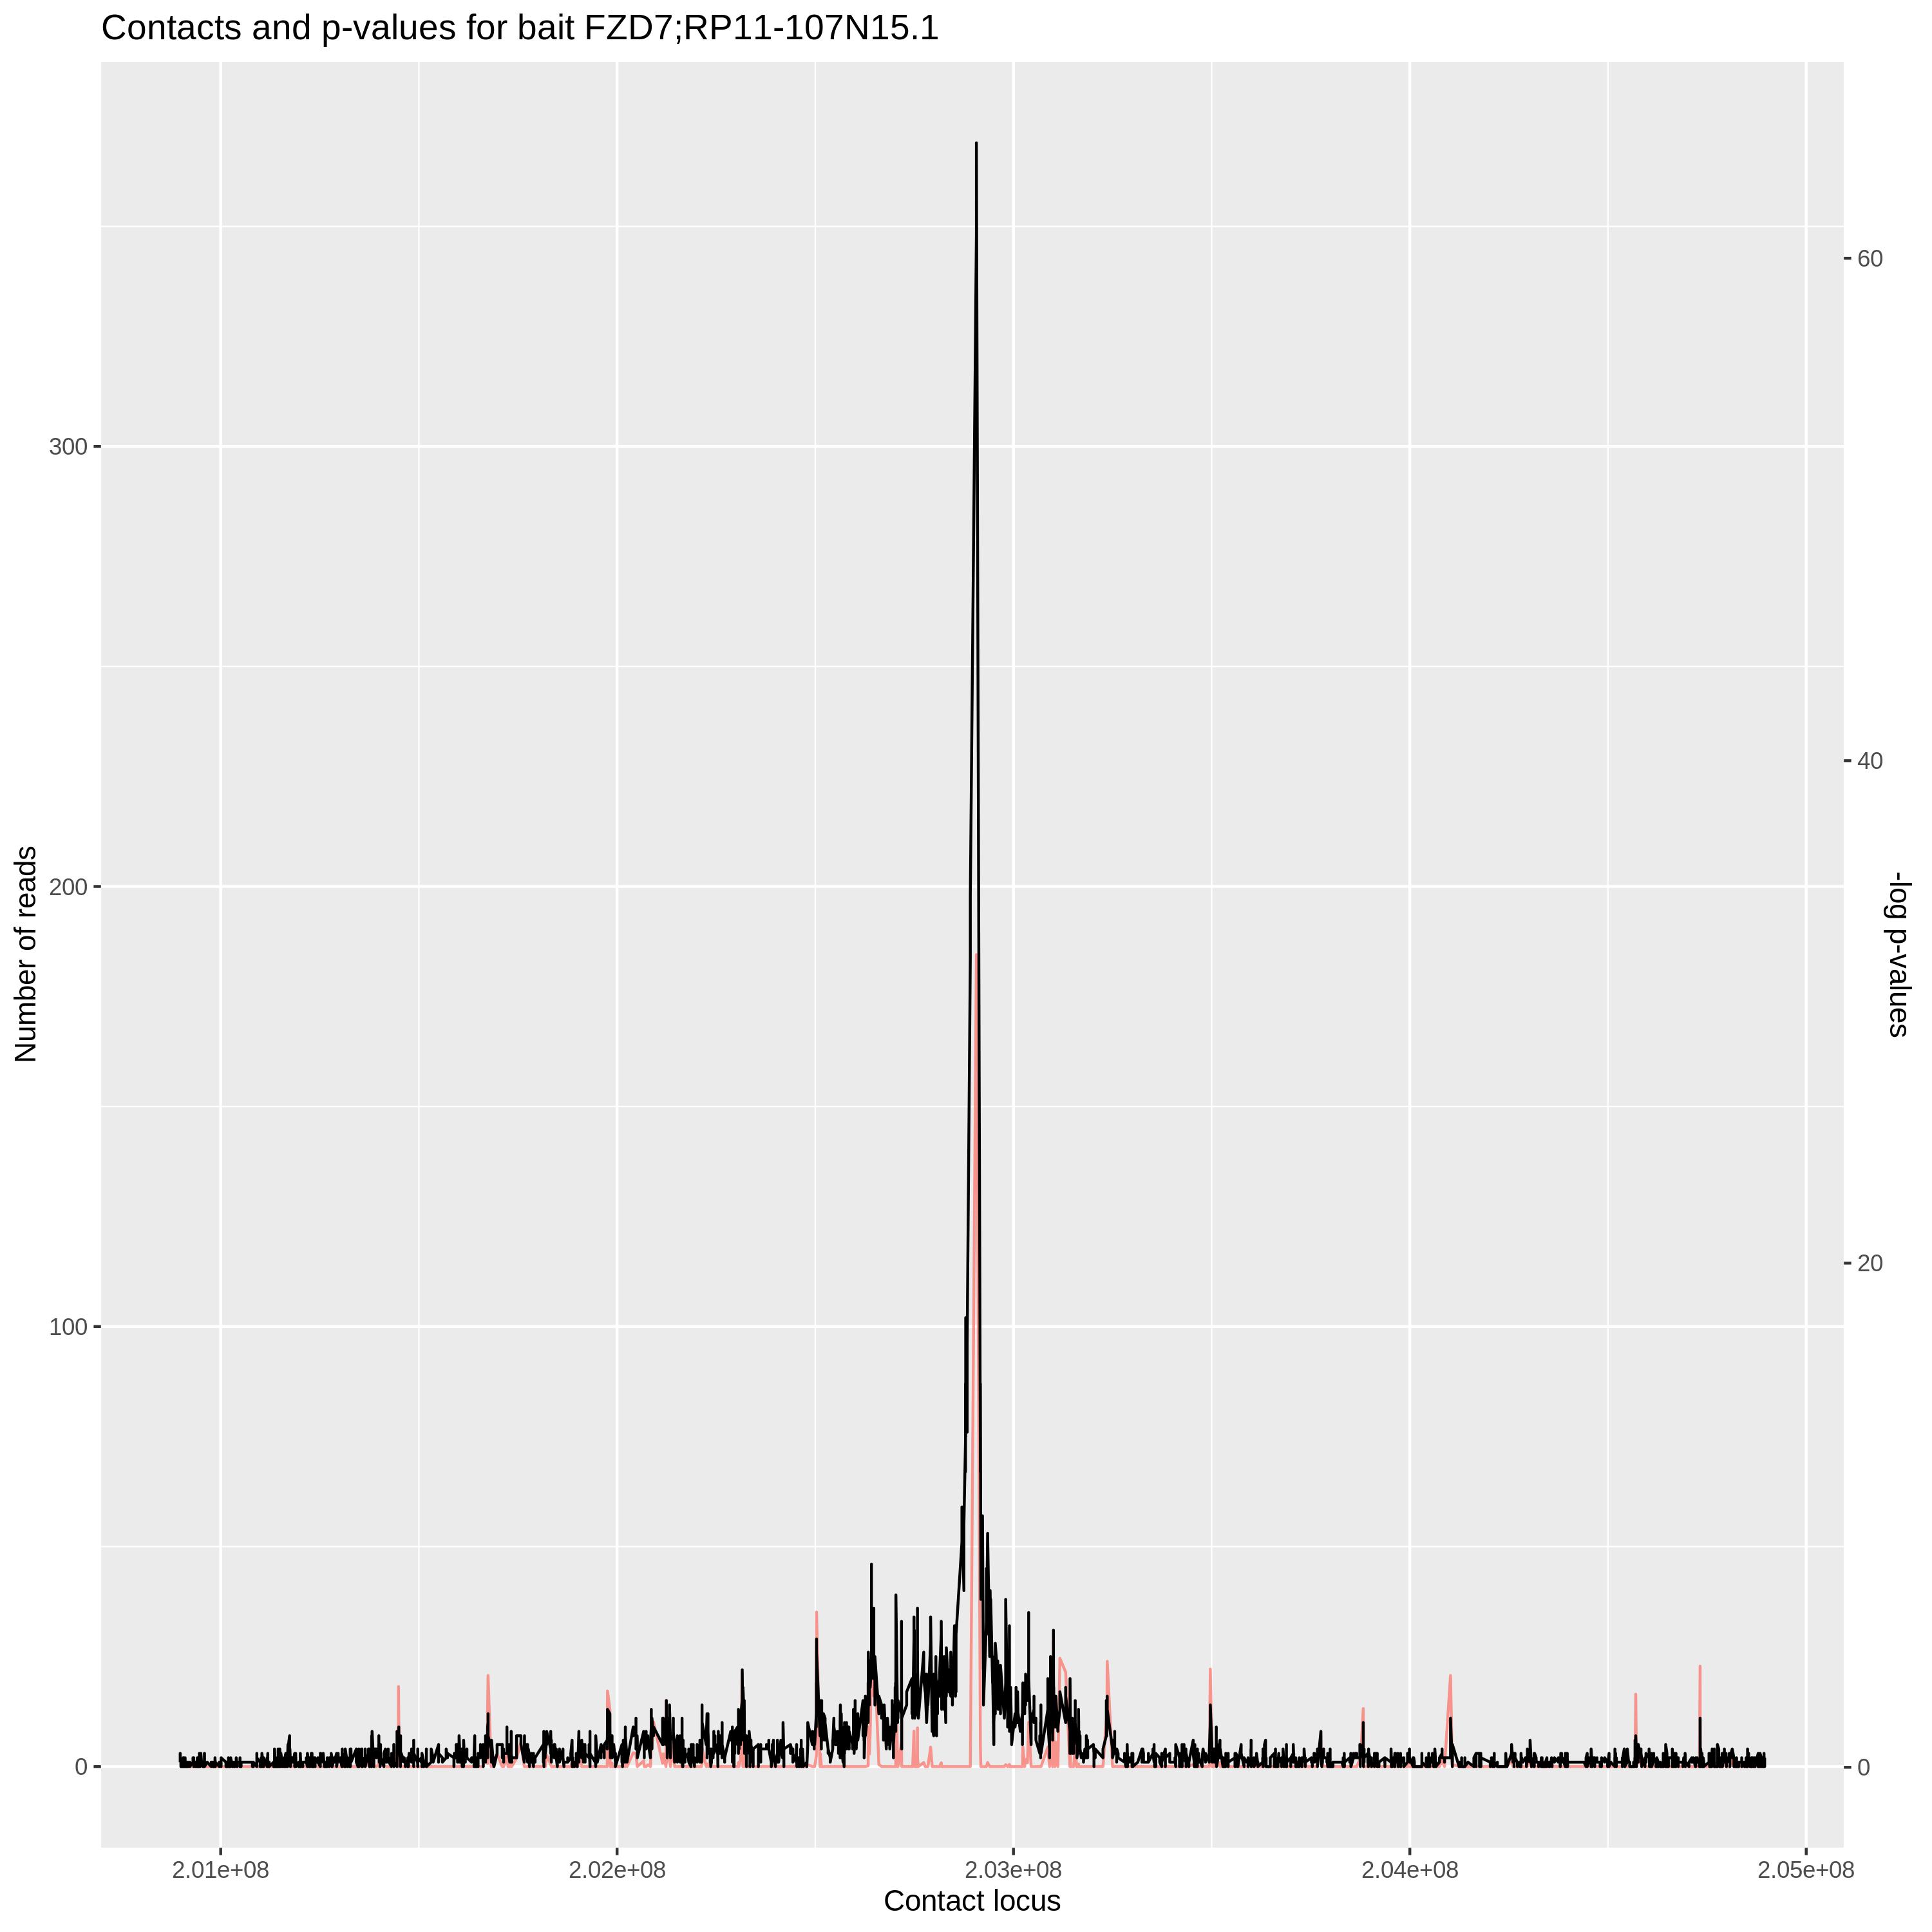 Contacts and p-values for bait FZD7;RP11-107N15.1
Number of reads
300
200
100
0
60
40
20
0
-log p-values
2.01e+08
2.02e+08
2.03e+08
2.04e+08
2.05e+08
Contact locus